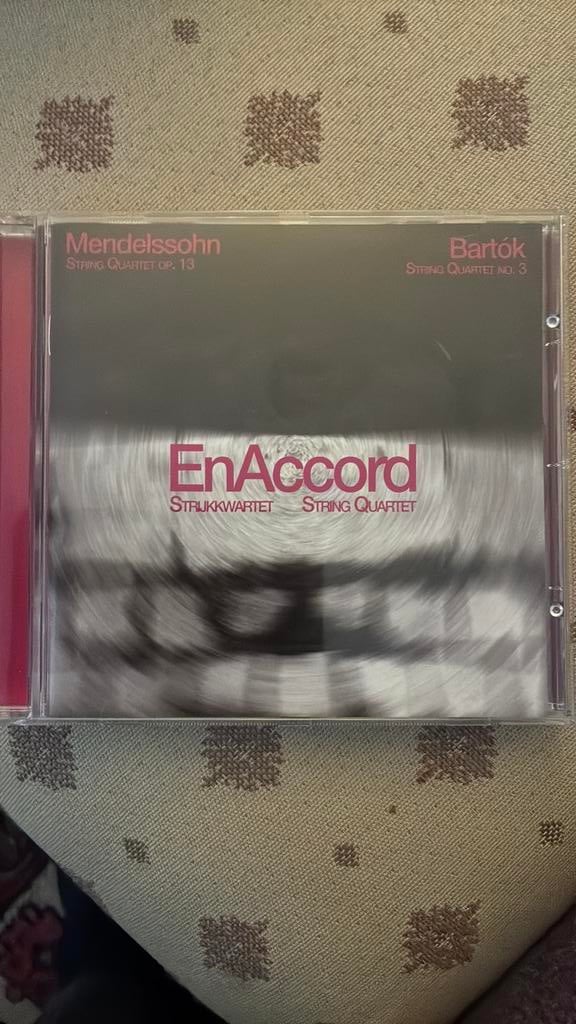 Mendelssohn
String Quartet op. 13
Bartók
String Quartet no. 3
EnAccord
Strijkkwartet String Quartet